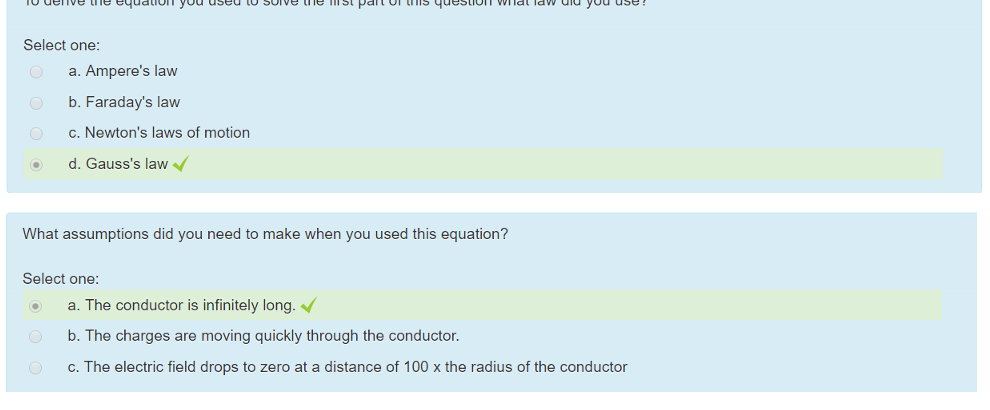 To derive the equation you used to solve the first part of this question what law did you use?
Select one:
a. Ampere's law
b. Faraday's law
c. Newton's laws of motion
d. Gauss's law
What assumptions did you need to make when you used this equation?
Select one:
a. The conductor is infinitely long.
b. The charges are moving quickly through the conductor.
c. The electric field drops to zero at a distance of 100 x the radius of the conductor